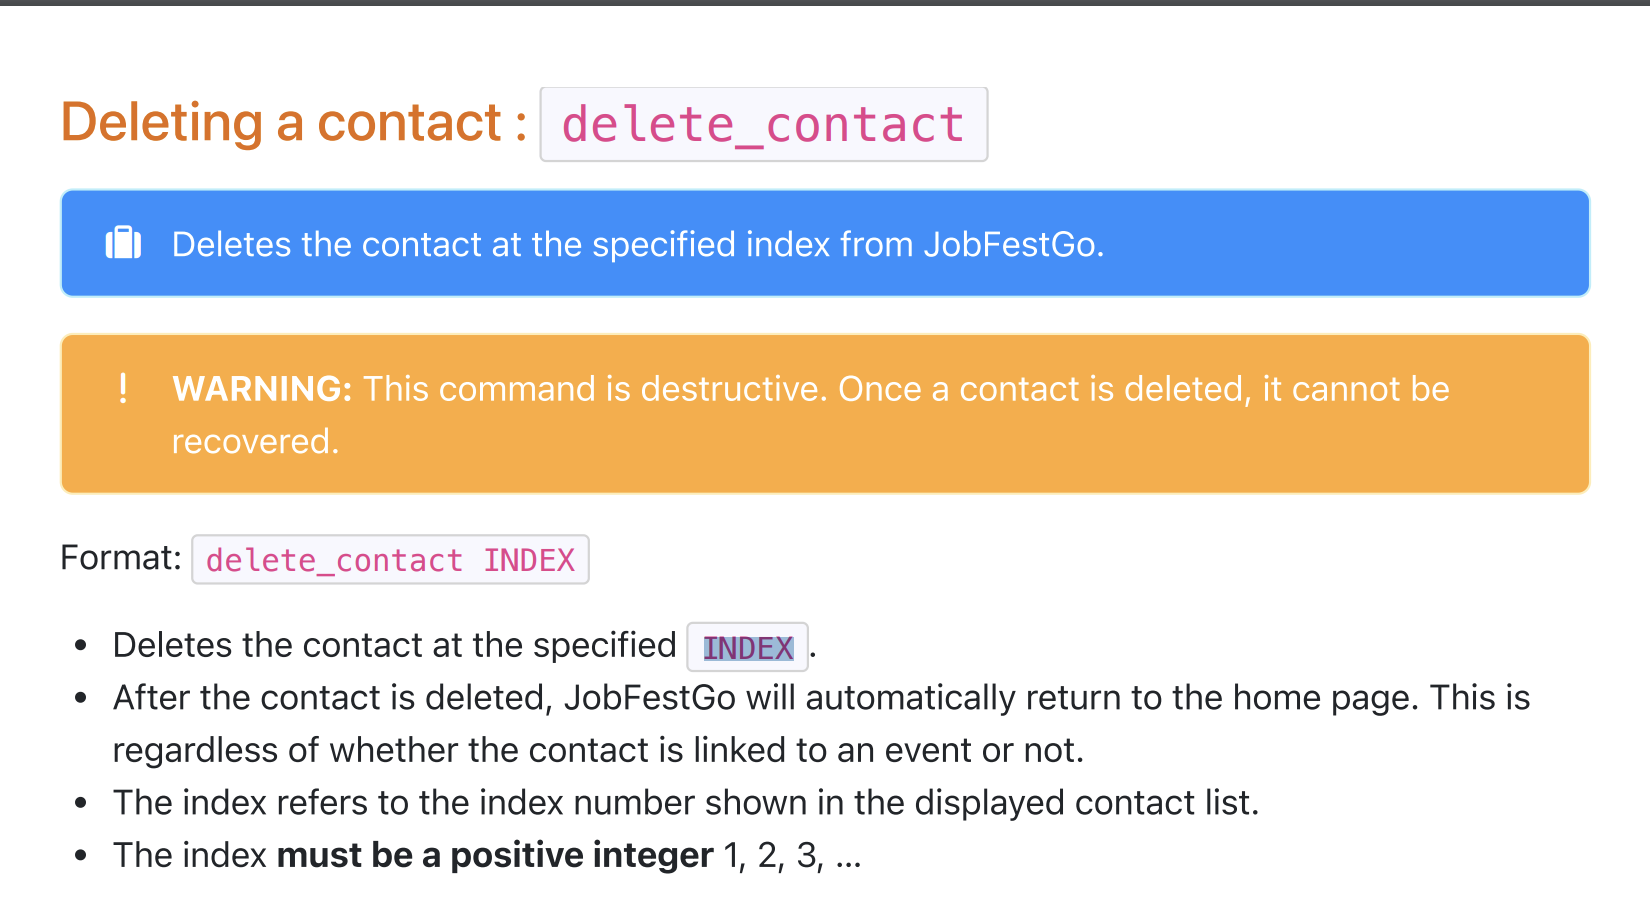 Deleting a contact : delete_contact
Deletes the contact at the specified index from JobFestGo.
! WARNING: This command is destructive. Once a contact is deleted, it cannot be
recovered.
Format: delete_contact INDEX
• Deletes the contact at the specified INDEX .
• After the contact is deleted, JobFestGo will automatically return to the home page. This is
regardless of whether the contact is linked to an event or not.
• The index refers to the index number shown in the displayed contact list.
• The index must be a positive integer 1, 2, 3, …